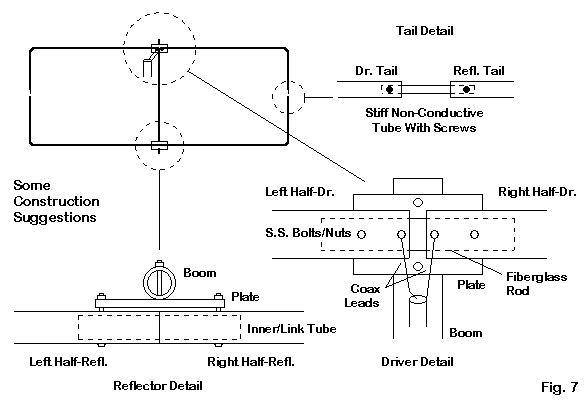 Tail Detail
Dr. Tail
Refl. Tail
Stiff Non-Conductive
Tube With Screws
Some
Construction
Suggestions
Left Half-Dr.
Right Half-Dr.
S.S. Bolts/Nuts
Coax
Leads
Plate
Fiberglass
Rod
Boom
Driver Detail
Boom
Plate
Inner/Link Tube
Left Half-Refl.
Right Half-Refl.
Reflector Detail
Fig. 7